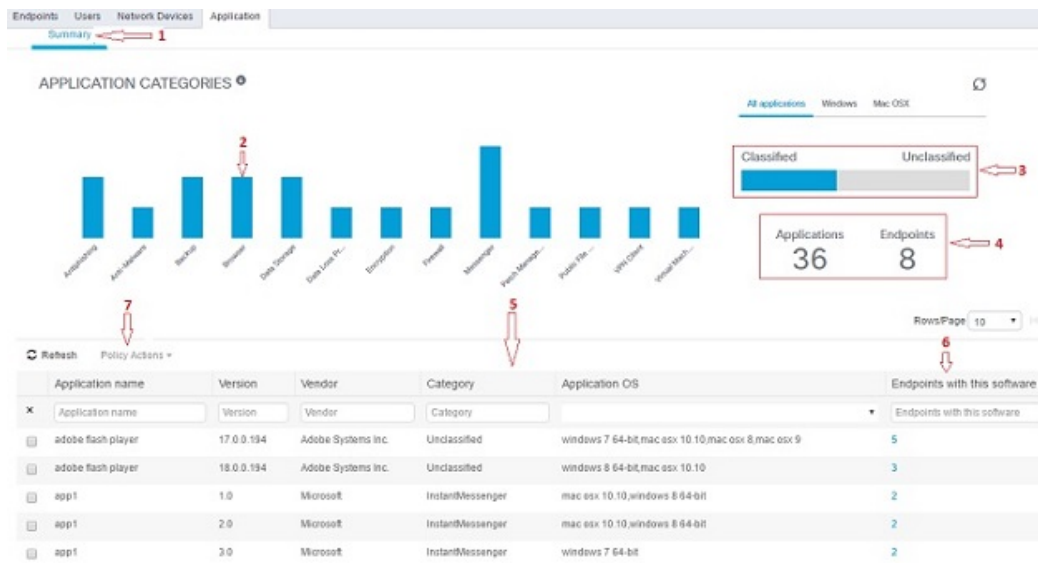 Endpoints Users Network Devices Application
Summary 1
APPLICATION CATEGORIES
All applications Windows Mac OSX
2
Classified Unclassified
3
Applications Endpoints
36 8
4
Antiphishing Anti-Malware Backup Browser Data Storage Data Loss Pr... Encryption Firewall Messenger Patch Manage... Public File ... VPN Client Virtual Mach...
7 5
Rows/Page 10
6
Refresh Policy Actions
Application name Version Vendor Category Application OS Endpoints with this software
x Application name Version Vendor Category Endpoints with this software
adobe flash player 17.0.0.194 Adobe Systems Inc. Unclassified windows 7 64-bit,mac osx 10.10,mac osx 8,mac osx 9 5
adobe flash player 18.0.0.194 Adobe Systems Inc. Unclassified windows 8 64-bit,mac osx 10.10 3
app1 1.0 Microsoft InstantMessenger mac osx 10.10,windows 8 64-bit 2
app1 2.0 Microsoft InstantMessenger mac osx 10.10,windows 8 64-bit 2
app1 3.0 Microsoft InstantMessenger windows 7 64-bit 2